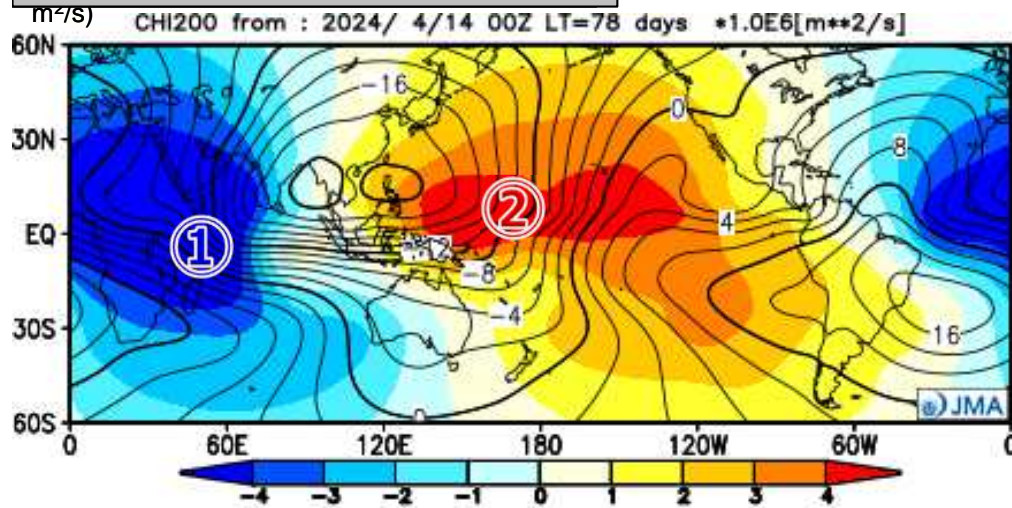 m²/s)
CHI200 from : 2024/ 4/14 00Z LT=78 days *1.0E6[m**2/s]
60N
30N
EQ
30S
60S
-16
0
8
4
-8
-4
16
0
①
②
JMA
0 60E 120E 180 120W 60W 0
-4 -3 -2 -1 0 1 2 3 4